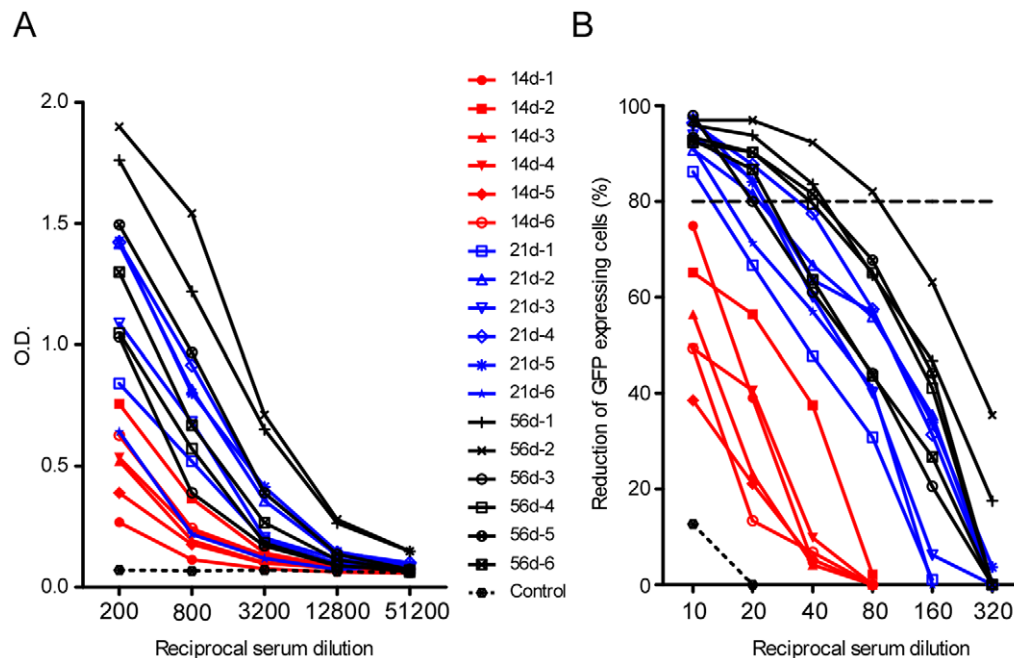 A
B
O.D.
2.0
1.5
1.0
0.5
0.0
200 800 3200 12800 51200
Reciprocal serum dilution
14d-1
14d-2
14d-3
14d-4
14d-5
14d-6
21d-1
21d-2
21d-3
21d-4
21d-5
21d-6
56d-1
56d-2
56d-3
56d-4
56d-5
56d-6
Control
Reduction of GFP expressing cells (%)
100
80
60
40
20
0
10 20 40 80 160 320
Reciprocal serum dilution